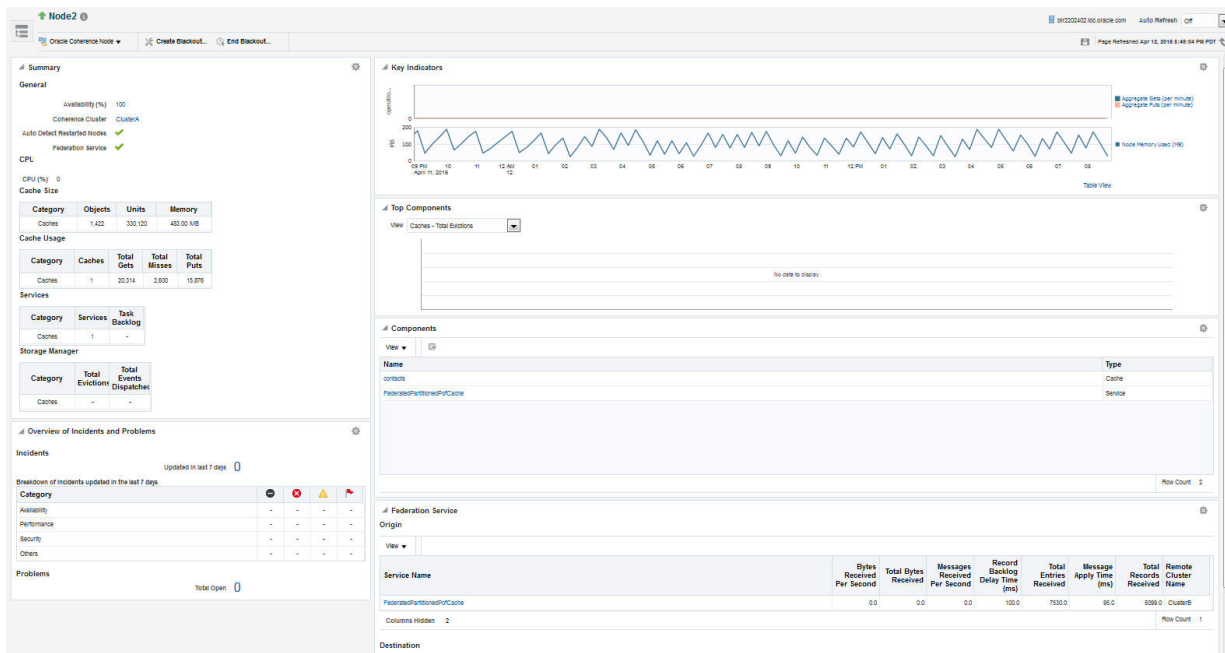 Node2
blr2202402.idc.oracle.com Auto Refresh Off
Oracle Coherence Node Create Blackout... End Blackout...
Page Refreshed Apr 12, 2016 8:49:04 PM PDT
Summary
General
Availability (%) 100
Coherence Cluster ClusterA
Auto Detect Restarted Nodes
Federation Service
CPU
CPU (%) 0
Cache Size
Category Objects Units Memory
Caches 1,422 330,120 483.00 MB
Cache Usage
Category Caches Total Gets Total Misses Total Puts
Caches 1 20,314 2,600 15,876
Services
Category Services Task Backlog
Caches 1 -
Storage Manager
Category Total Evictions Total Events Dispatched
Caches - -
Overview of Incidents and Problems
Incidents
Updated in last 7 days 0
Breakdown of incidents updated in the last 7 days
Category
Availability - - - -
Performance - - - -
Security - - - -
Others - - - -
Problems
Total Open 0
Key Indicators
operatio...
0
Aggregate Gets (per minute)
Aggregate Puts (per minute)
200
MB 100
0
Node Memory Used (MB)
09 PM 10 11 12 AM 01 02 03 04 05 06 07 08 09 10 11 12 PM 01 02 03 04 05 06 07 08
April 11, 2016 12
Table View
Top Components
View Caches - Total Evictions
No data to display
Components
View
Name Type
contacts Cache
FederatedPartitionedPofCache Service
Row Count 2
Federation Service
Origin
View
Service Name Bytes Received Per Second Total Bytes Received Messages Received Per Second Record Backlog Delay Time (ms) Total Entries Received Message Apply Time (ms) Total Records Received Remote Cluster Name
FederatedPartitionedPofCache 0.0 0.0 0.0 100.0 7530.0 95.0 5099.0 ClusterB
Columns Hidden 2 Row Count 1
Destination